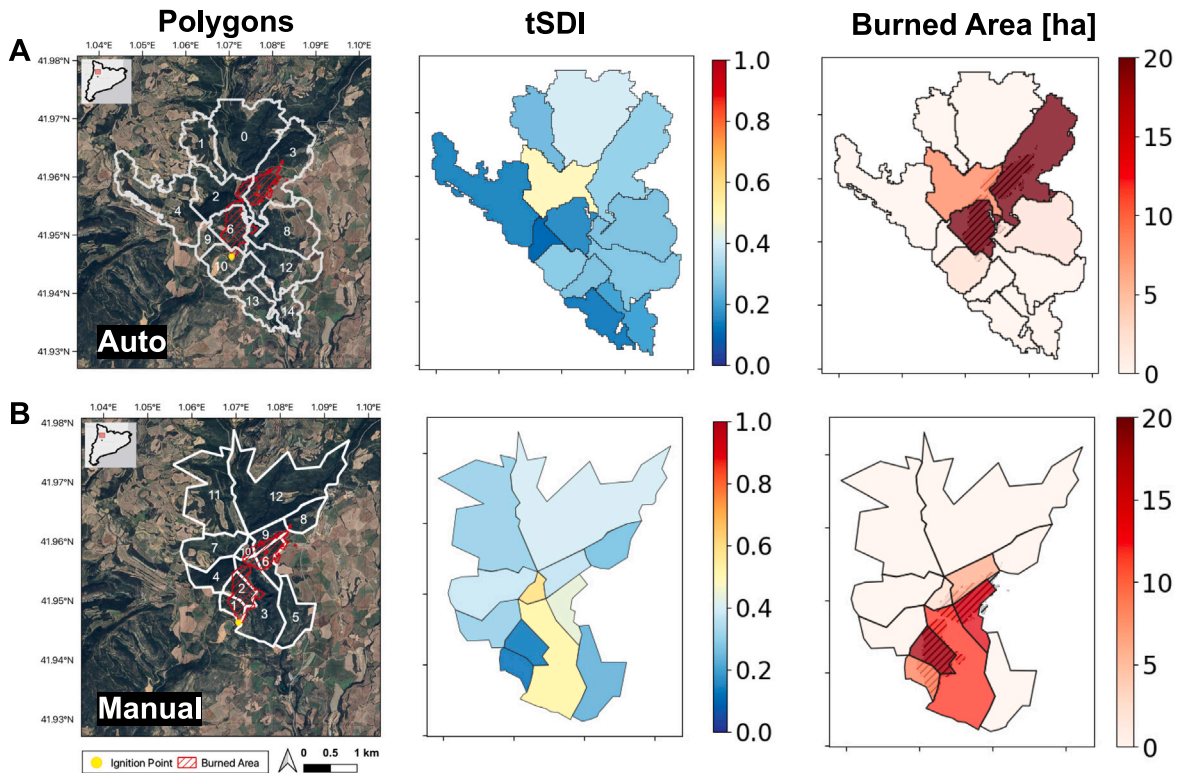 Polygons
tSDI
Burned Area [ha]
A
1.04°E 1.05°E 1.06°E 1.07°E 1.08°E 1.09°E 1.10°E
41.98°N
41.97°N
41.96°N
41.95°N
41.94°N
41.93°N
0
1
3
2
4
6
8
9
10
12
13
14
Auto
1.0
0.8
0.6
0.4
0.2
0.0
20
15
10
5
0
B
1.04°E 1.05°E 1.06°E 1.07°E 1.08°E 1.09°E 1.10°E
41.98°N
41.97°N
41.96°N
41.95°N
41.94°N
41.93°N
11
12
8
9
7
10
6
4
2
1
3
5
Manual
1.0
0.8
0.6
0.4
0.2
0.0
20
15
10
5
0
Ignition Point
Burned Area
0 0.5 1 km